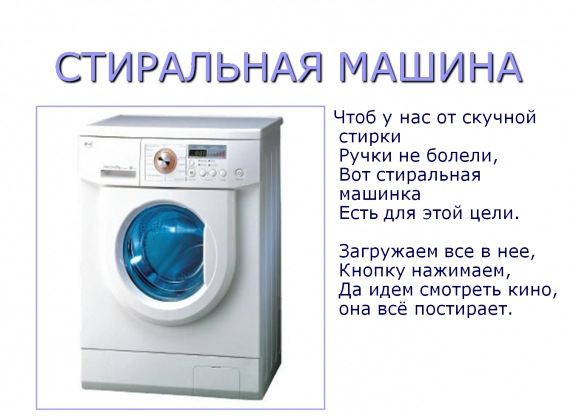 СТИРАЛЬНАЯ МАШИНА
Чтоб у нас от скучной
стирки
Ручки не болели,
Вот стиральная
машинка
Есть для этой цели.
Загружаем все в нее,
Кнопку нажимаем,
Да идем смотреть кино,
она всё постирает.